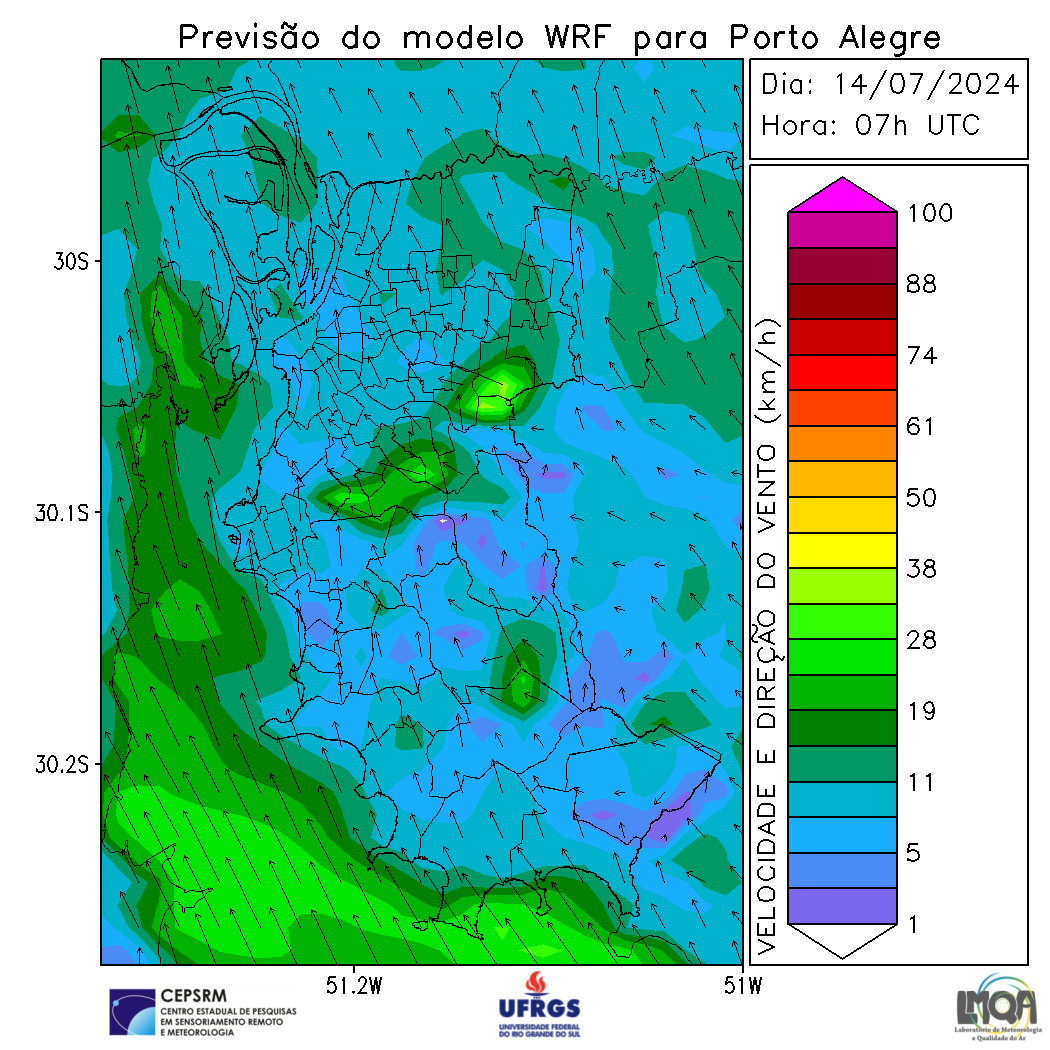 Previsão do modelo WRF para Porto Alegre
Dia: 14/07/2024
Hora: 07h UTC
30S
30.1S
30.2S
51.2W
51W
VELOCIDADE E DIREÇÃO DO VENTO (km/h)
100
88
74
61
50
38
28
19
11
5
1
CEPSRM
CENTRO ESTADUAL DE PESQUISAS
EM SENSORIAMENTO REMOTO
E METEOROLOGIA
UFRGS
UNIVERSIDADE FEDERAL
DO RIO GRANDE DO SUL
LMQA
Laboratório de Meteorologia
e Qualidade do Ar